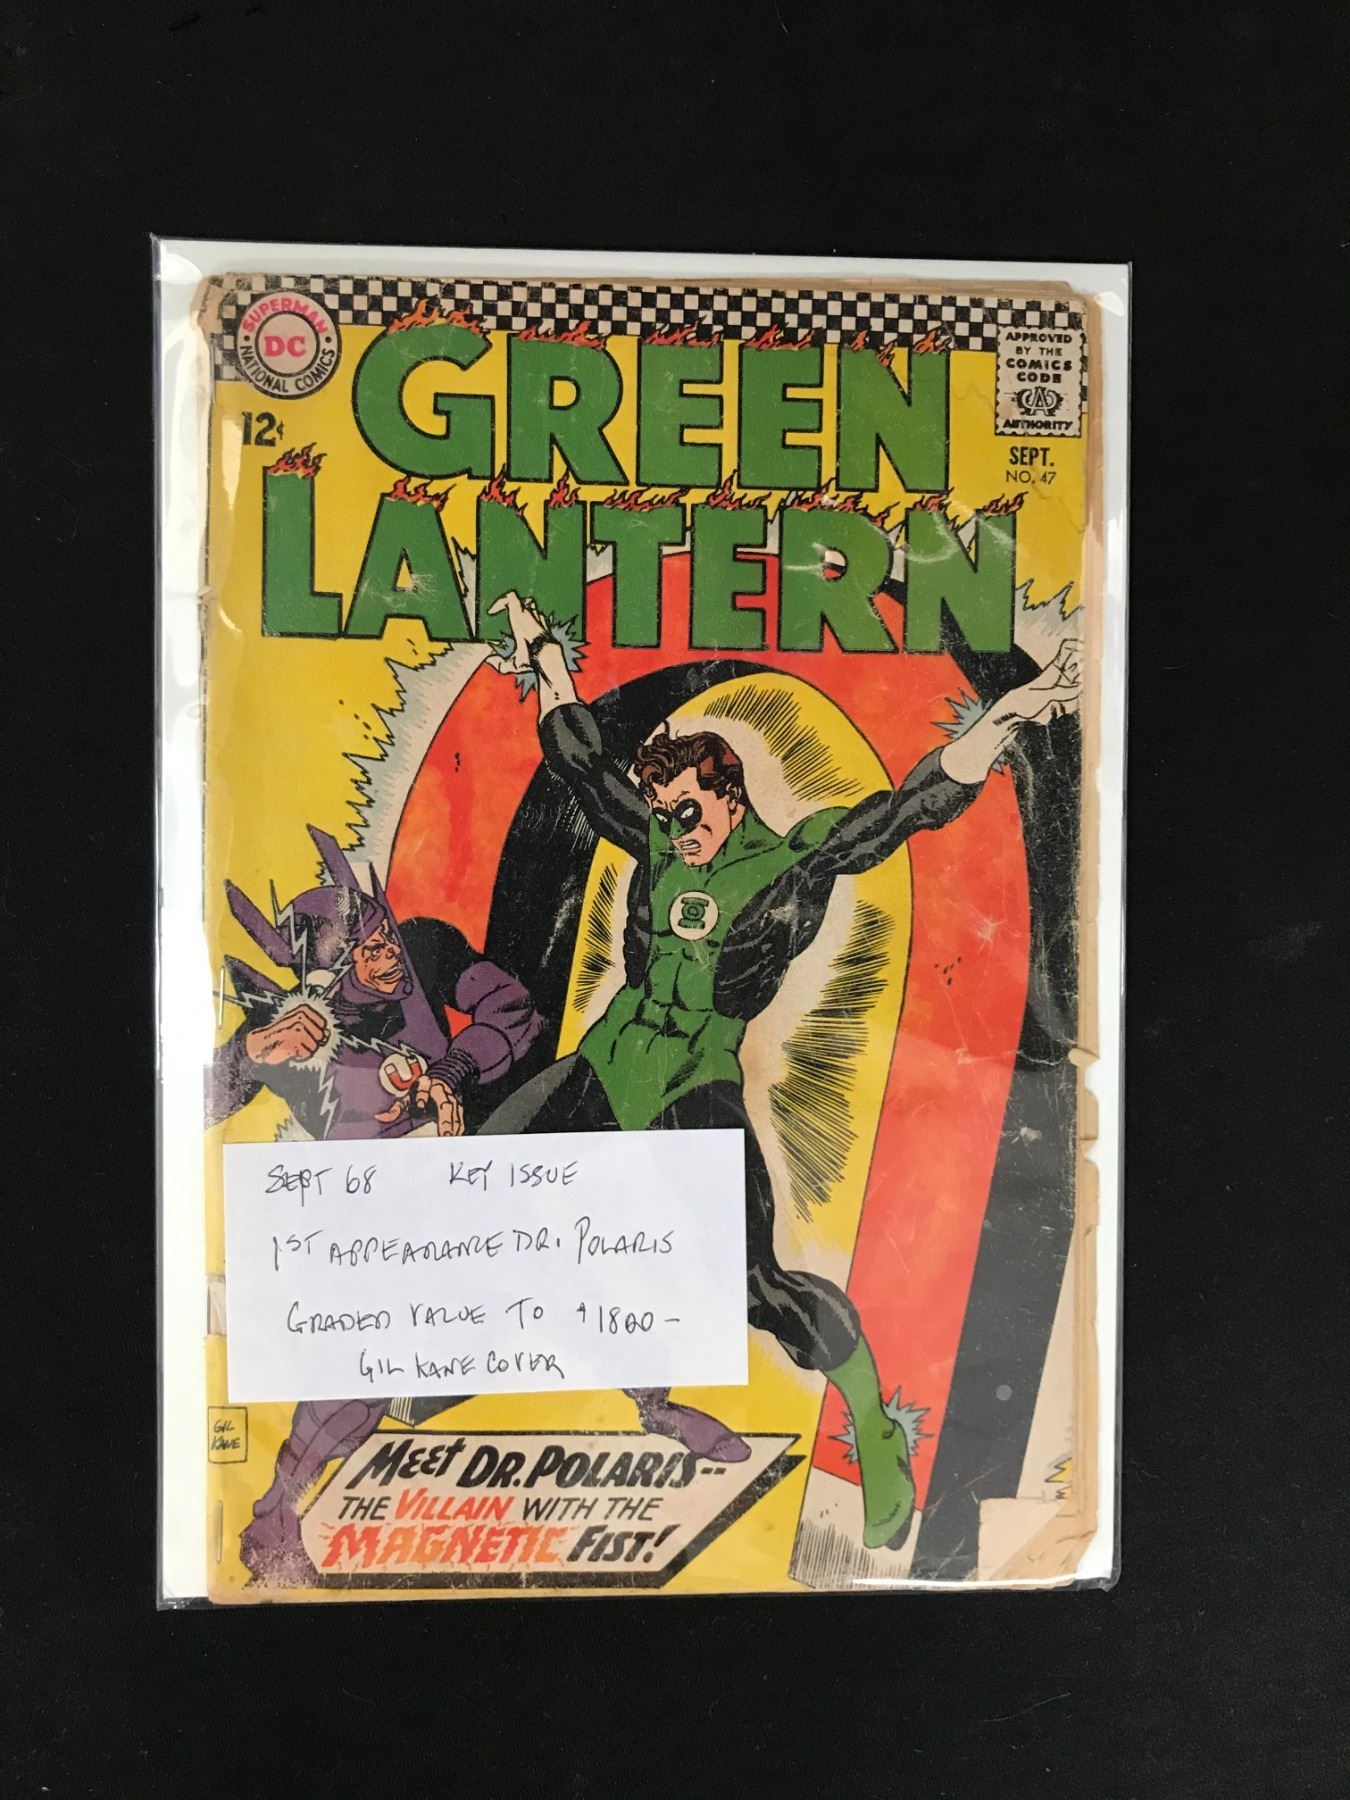 SUPERMAN
DC
NATIONAL COMICS
12¢
GREEN
LANTERN
APPROVED
BY THE
COMICS
CODE
AUTHORITY
SEPT.
NO. 47
U
SEPT 68 KEY ISSUE
1ST APPEARANCE DR. POLARIS
GRADED VALUE TO $1800-
GIL KANE COVER
GIL
KANE
MEET DR. POLARIS--
THE VILLAIN WITH THE
MAGNETIC FIST!